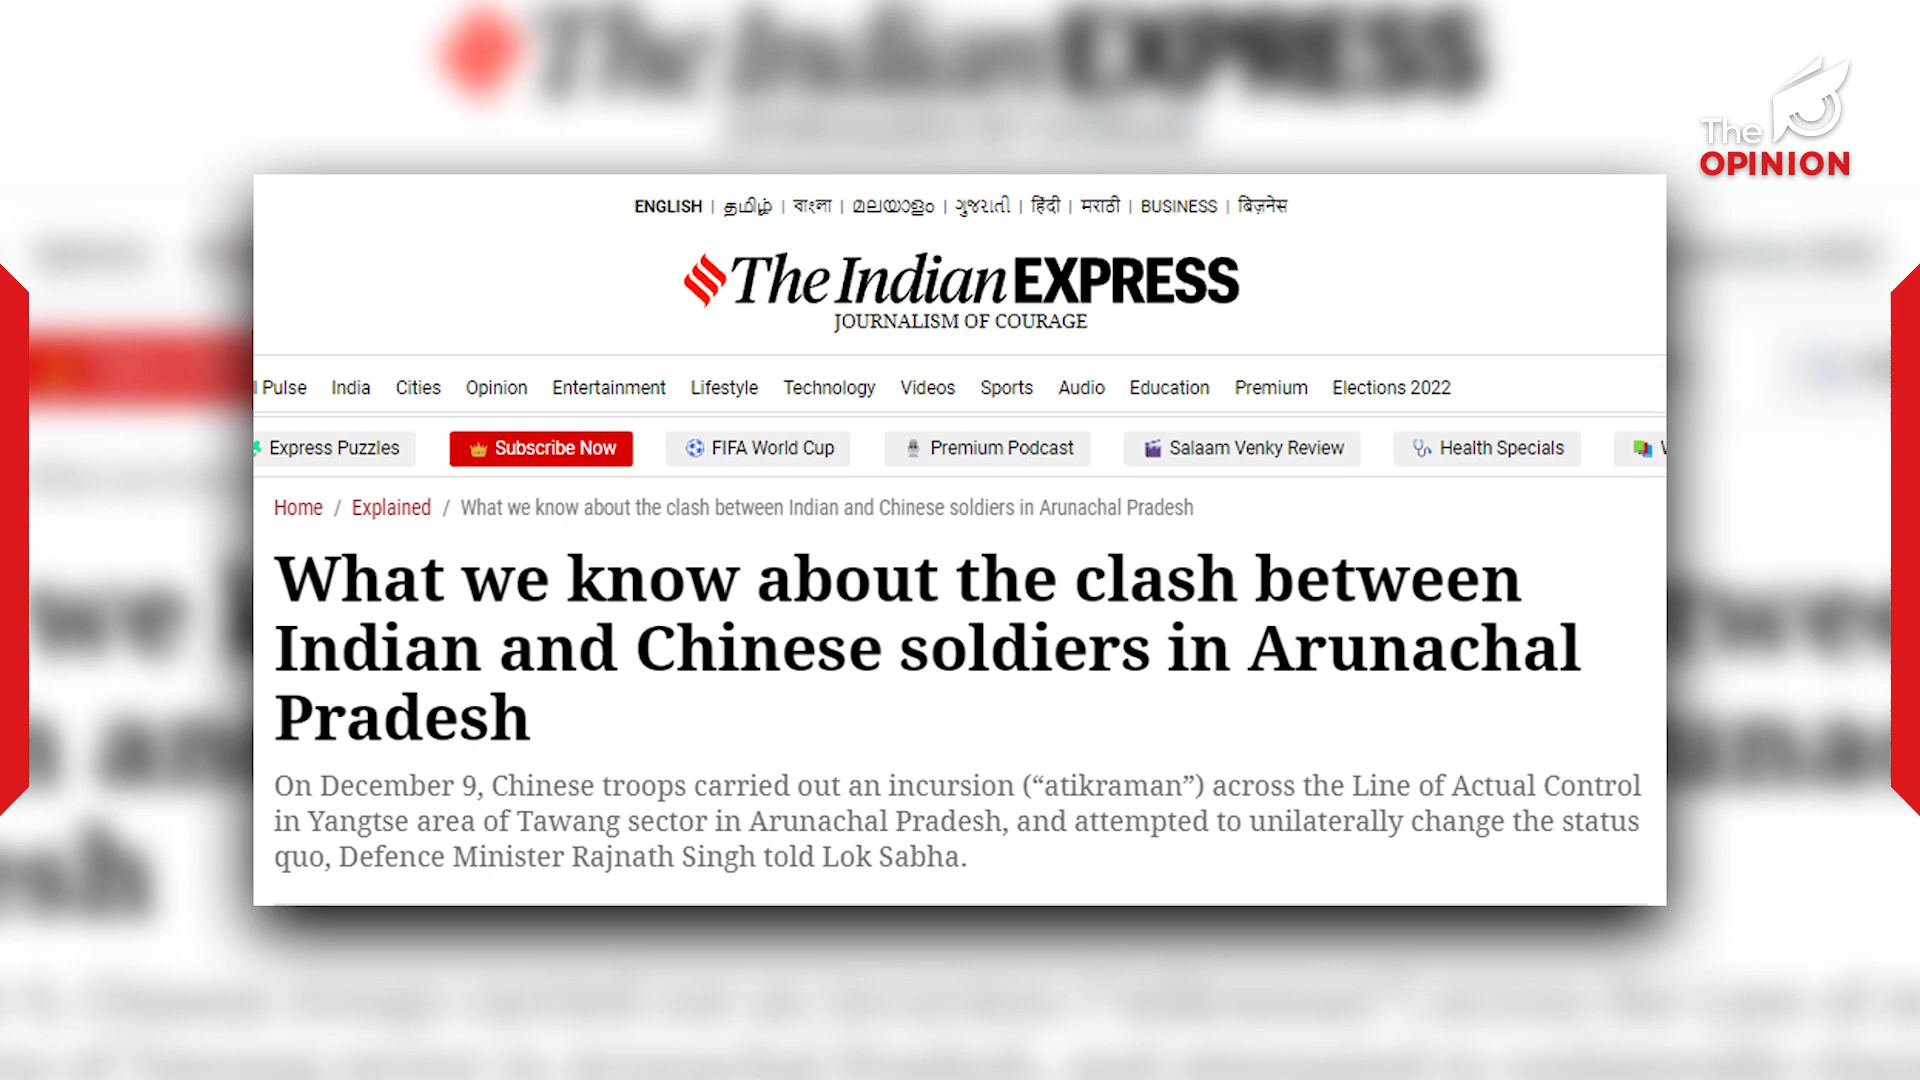 The
OPINION
ENGLISH | தமிழ் | বাংলা | മലയാളം | ગુજરાતી | हिंदी | मराठी | BUSINESS | बिज़नेस
The Indian EXPRESS
JOURNALISM OF COURAGE
l Pulse India Cities Opinion Entertainment Lifestyle Technology Videos Sports Audio Education Premium Elections 2022
Express Puzzles Subscribe Now FIFA World Cup Premium Podcast Salaam Venky Review Health Specials
Home / Explained / What we know about the clash between Indian and Chinese soldiers in Arunachal Pradesh
What we know about the clash between
Indian and Chinese soldiers in Arunachal
Pradesh
On December 9, Chinese troops carried out an incursion (“atikraman”) across the Line of Actual Control
in Yangtse area of Tawang sector in Arunachal Pradesh, and attempted to unilaterally change the status
quo, Defence Minister Rajnath Singh told Lok Sabha.